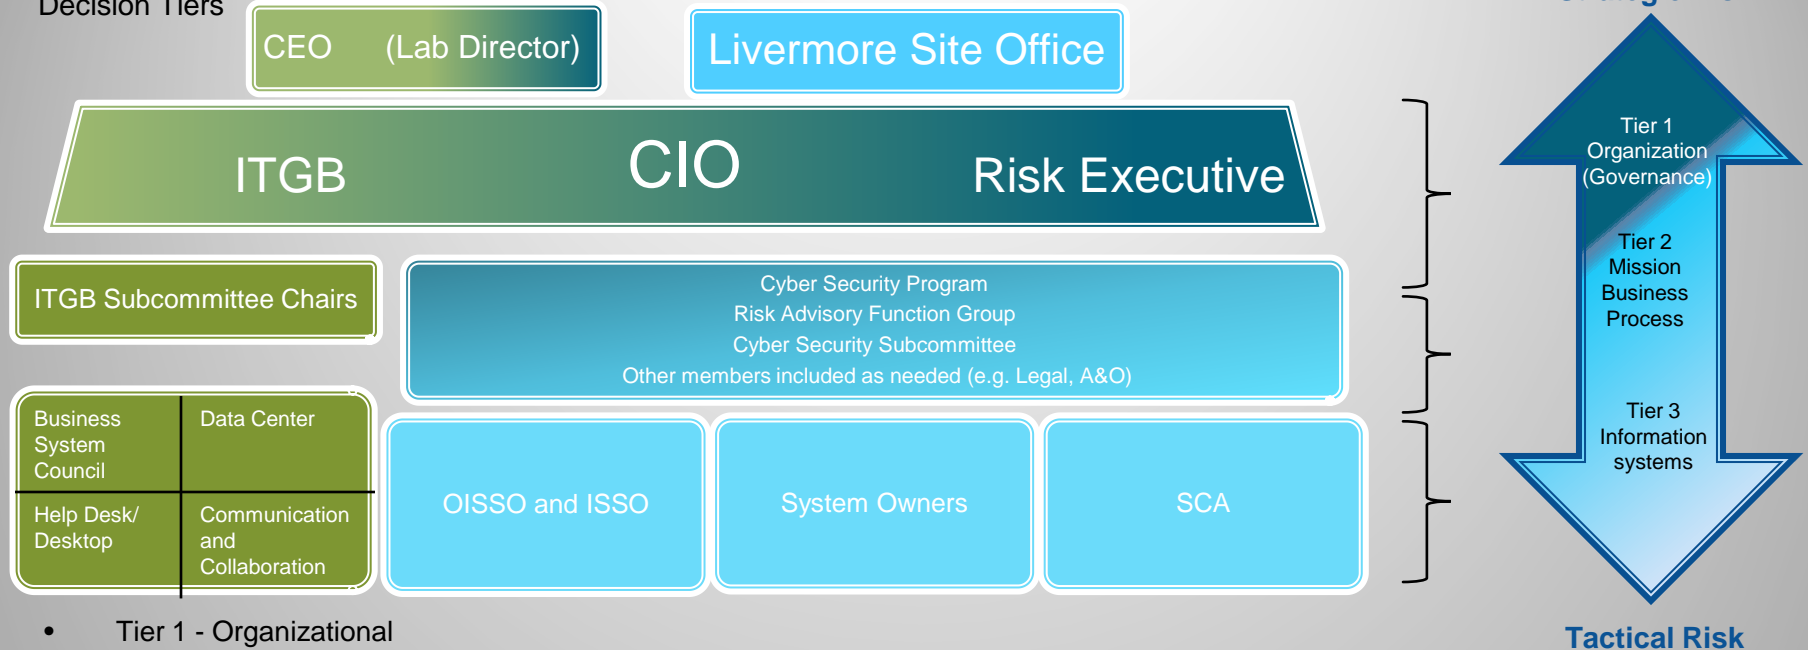 Decision Tiers
CEO (Lab Director)
Livermore Site Office
ITGB
CIO
Risk Executive
ITGB Subcommittee Chairs
Cyber Security Program
Risk Advisory Function Group
Cyber Security Subcommittee
Other members included as needed (e.g. Legal, A&O)
Business
System
Council
Data Center
Help Desk/
Desktop
Communication
and
Collaboration
OISSO and ISSO
System Owners
SCA
Tier 1
Organization
(Governance)
Tier 2
Mission
Business
Process
Tier 3
Information
systems
• Tier 1 - Organizational
Tactical Risk